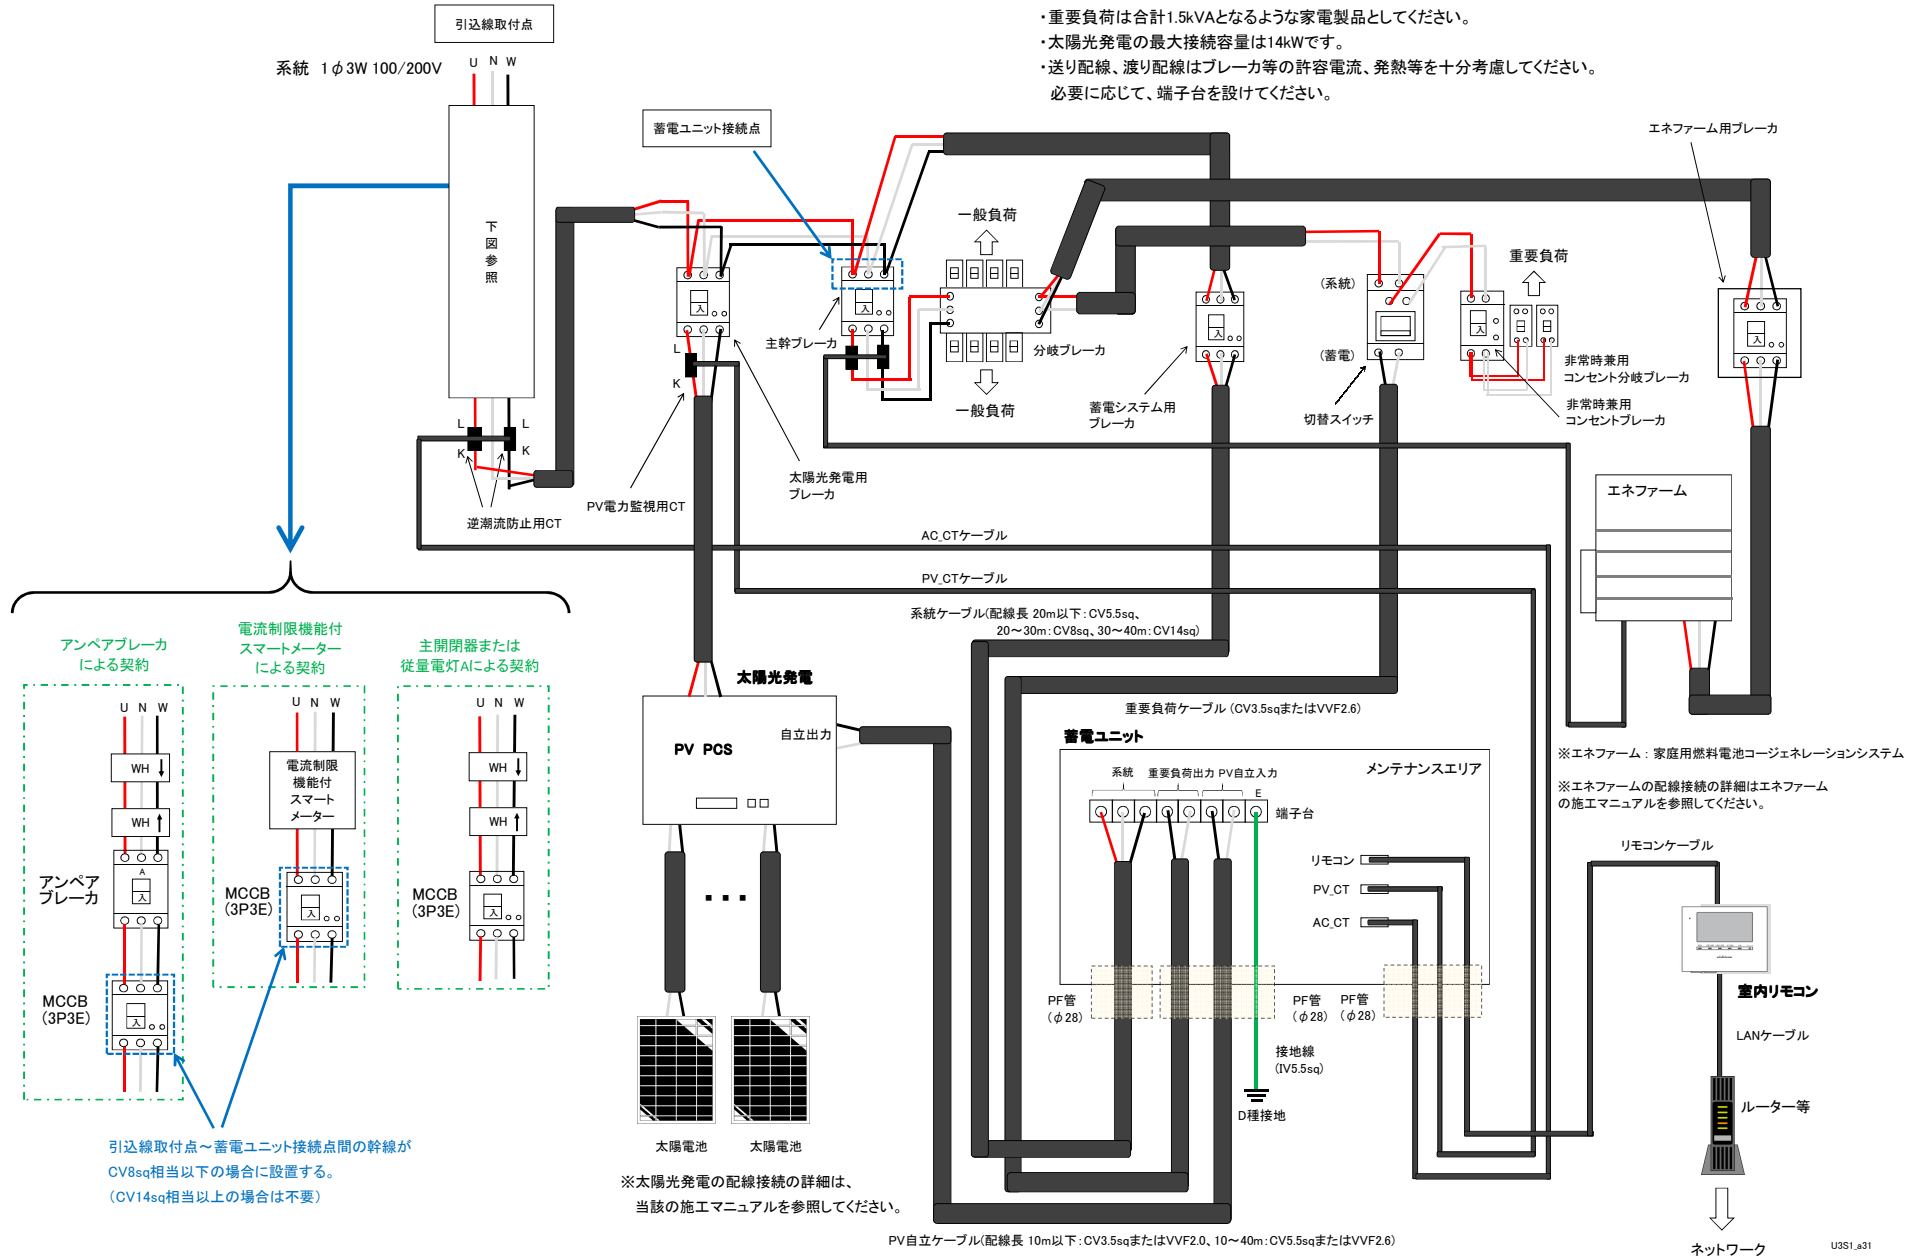 引込線取付点
系統 1φ3W 100/200V
U N W
・重要負荷は合計1.5kVAとなるような家電製品としてください。
・太陽光発電の最大接続容量は14kWです。
・送り配線、渡り配線はブレーカ等の許容電流、発熱等を十分考慮してください。
必要に応じて、端子台を設けてください。
蓄電ユニット接続点
エネファーム用ブレーカ
下図参照
一般負荷
重要負荷
(系統)
入
入
入
入
入
主幹ブレーカ
分岐ブレーカ
(蓄電)
L
K
一般負荷
蓄電システム用
ブレーカ
切替スイッチ
非常時兼用
コンセント分岐ブレーカ
非常時兼用
コンセントブレーカ
L
K
L
K
逆潮流防止用CT
PV電力監視用CT
太陽光発電用
ブレーカ
エネファーム
AC_CTケーブル
PV_CTケーブル
系統ケーブル(配線長 20m以下:CV5.5sq、
20～30m:CV8sq、30～40m:CV14sq)
アンペアブレーカ
による契約
電流制限機能付
スマートメーター
による契約
主開閉器または
従量電灯Aによる契約
U N W
WH
WH
A
入
アンペア
ブレーカ
MCCB
(3P3E)
入
U N W
電流制限
機能付
スマート
メーター
MCCB
(3P3E)
入
U N W
WH
WH
MCCB
(3P3E)
入
引込線取付点～蓄電ユニット接続点間の幹線が
CV8sq相当以下の場合に設置する。
(CV14sq相当以上の場合は不要)
太陽光発電
PV PCS
自立出力
太陽電池
太陽電池
※太陽光発電の配線接続の詳細は、
当該の施工マニュアルを参照してください。
重要負荷ケーブル (CV3.5sqまたはVVF2.6)
蓄電ユニット
メンテナンスエリア
系統 重要負荷出力 PV自立入力
E
端子台
リモコン
PV_CT
AC_CT
PF管
(φ28)
PF管
(φ28)
PF管
(φ28)
接地線
(IV5.5sq)
D種接地
PV自立ケーブル(配線長 10m以下:CV3.5sqまたはVVF2.0、10～40m:CV5.5sqまたはVVF2.6)
※エネファーム : 家庭用燃料電池コージェネレーションシステム
※エネファームの配線接続の詳細はエネファーム
の施工マニュアルを参照してください。
リモコンケーブル
室内リモコン
LANケーブル
ルーター等
ネットワーク
U3S1_a31